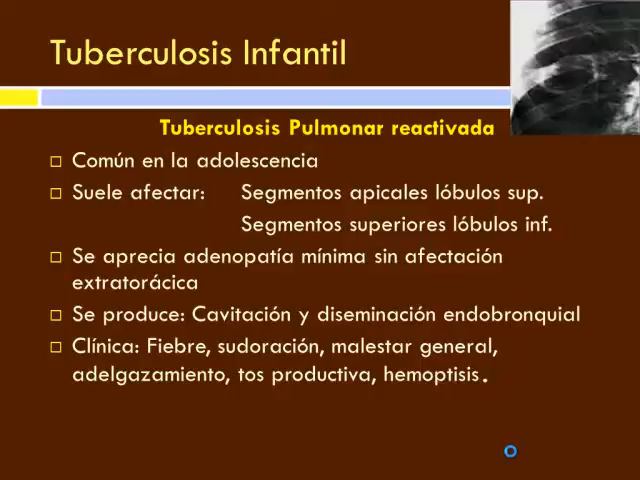 Tuberculosis Infantil
Tuberculosis Pulmonar reactivada
Común en la adolescencia
Suele afectar: Segmentos apicales lóbulos sup.
Segmentos superiores lóbulos inf.
Se aprecia adenopatía mínima sin afectación
extratorácica
Se produce: Cavitación y diseminación endobronquial
Clínica: Fiebre, sudoración, malestar general,
adelgazamiento, tos productiva, hemoptisis.